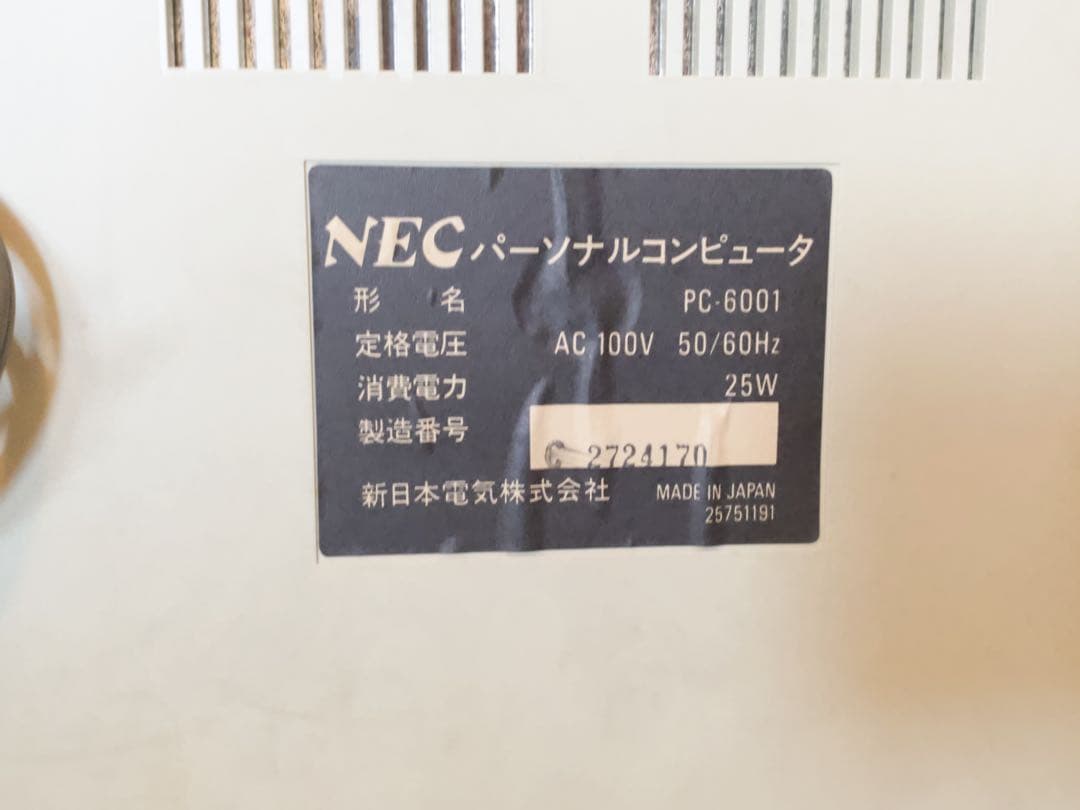 NEC パーソナルコンピュータ
形 名 PC-6001
定格電圧 AC 100V 50/60Hz
消費電力 25W
製造番号 C 2724170
新日本電気株式会社 MADE IN JAPAN
25751191